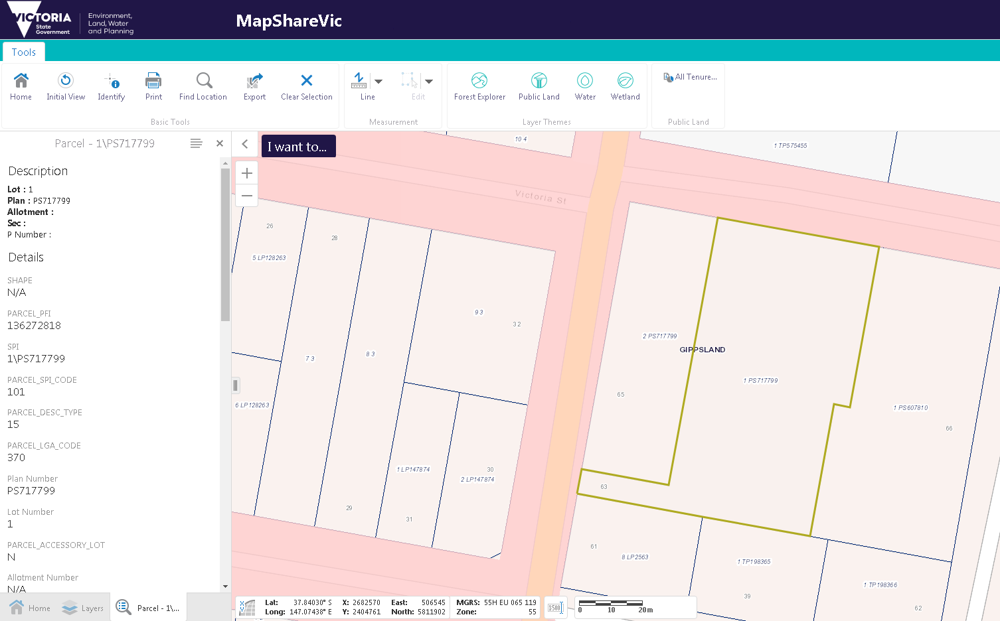 VICTORIA
State
Government
Environment,
Land, Water
and Planning
MapShareVic
Tools
Home
Initial View
Identify
Print
Find Location
Export
Clear Selection
Basic Tools
Line
Edit
Measurement
Forest Explorer
Public Land
Water
Wetland
Layer Themes
All Tenure...
Public Land
Parcel - 1\PS717799
Description
Lot : 1
Plan : PS717799
Allotment :
Sec :
P Number :
Details
SHAPE
N/A
PARCEL_PFI
136272818
SPI
1\PS717799
PARCEL_SPI_CODE
101
PARCEL_DESC_TYPE
15
PARCEL_LGA_CODE
370
Plan Number
PS717799
Lot Number
1
PARCEL_ACCESSORY_LOT
N
Allotment Number
N/A
Home
Layers
Parcel - 1\...
I want to...
10 4
1 TP575455
Victoria St
26
28
5 LP128263
9 3
32
2 PS717799
GIPPSLAND
7 3
8 3
1 PS717799
65
6 LP128263
1 PS607810
66
1 LP147874
30
2 LP147874
63
29
31
61
8 LP2563
1 TP198365
1 TP198366
39
62
Lat: 37.84030° S X: 2682570 East: 506545 MGRS: 55H EU 065 119
Long: 147.07438° E Y: 2404761 North: 5811902 Zone: 55
1:500
0 10 20m